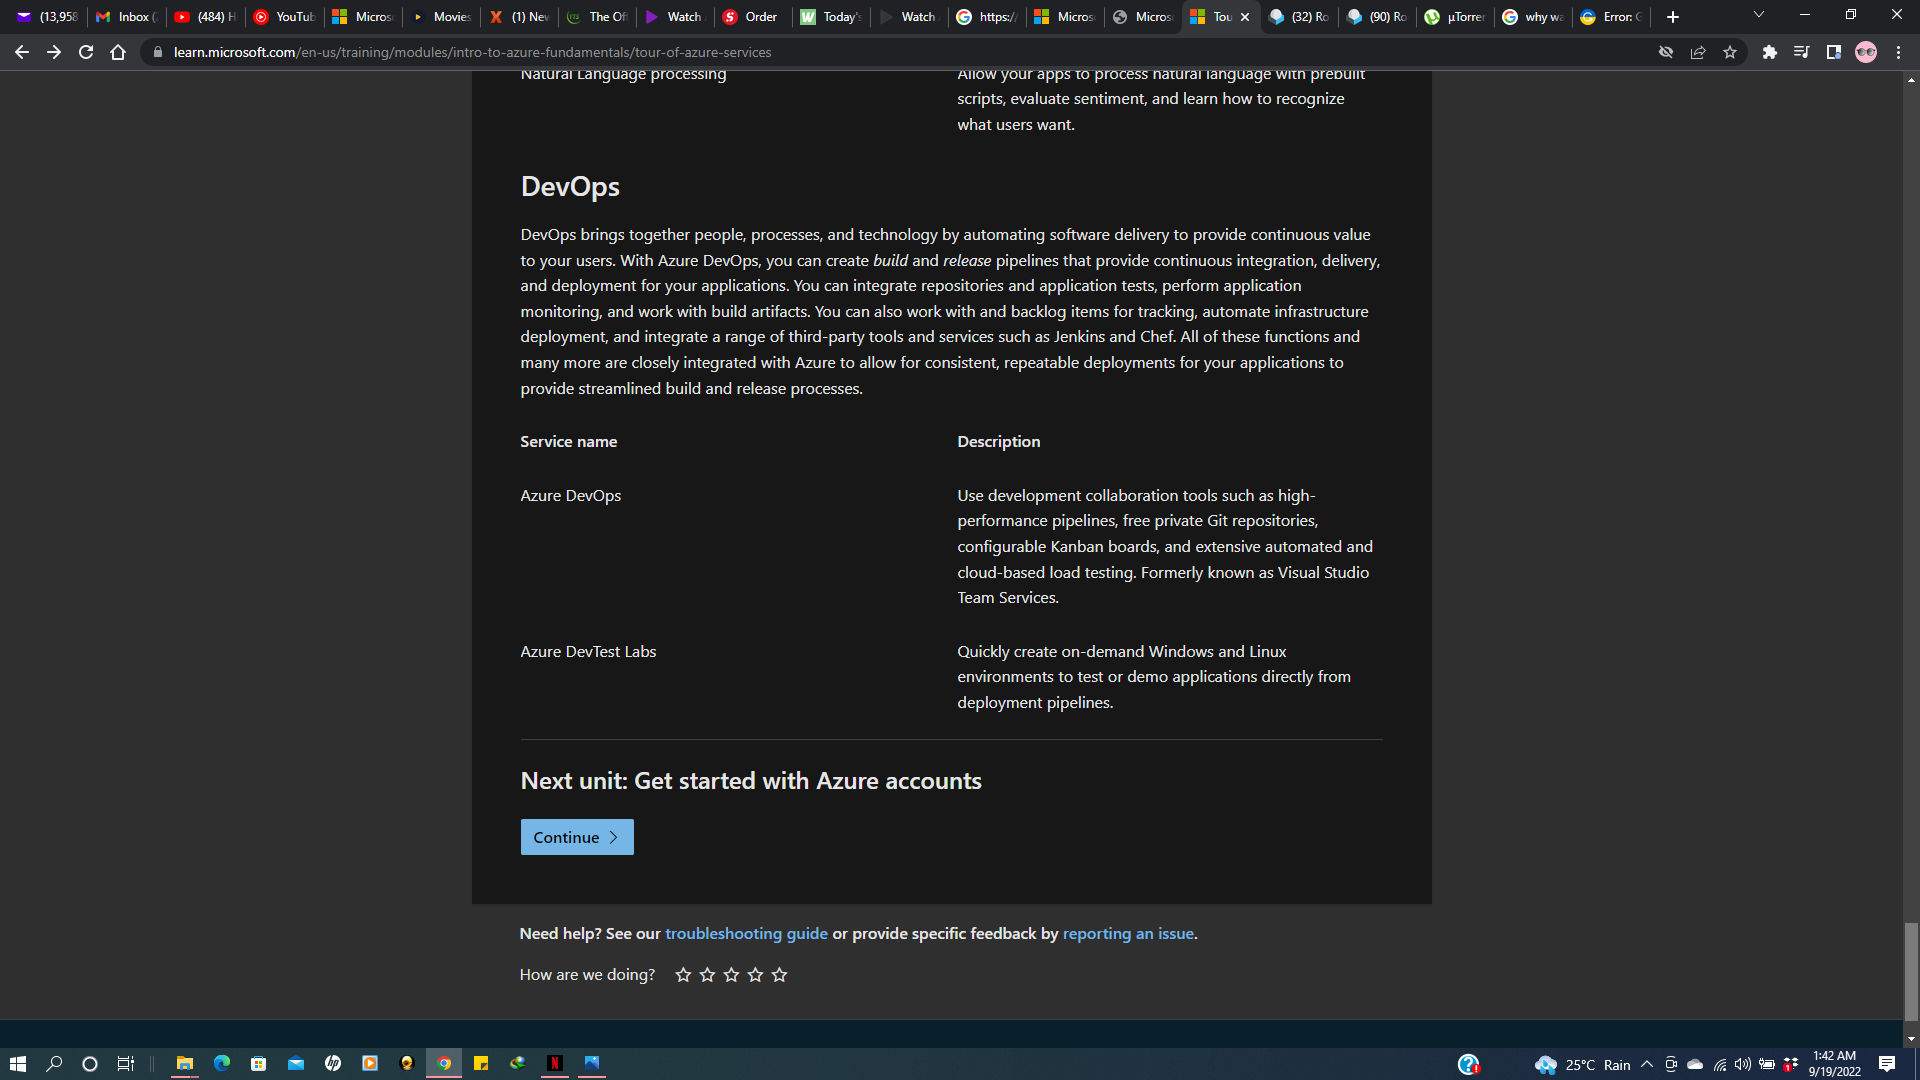 (13,958
Inbox (
(484) H
YouTub
Micros
Movies
(1) New
The Off
Watch
Order
Today's
Watch
https://
Micros
Micros
Tou
(32) Ro
(90) Ro
µTorren
why wa
Error: G
learn.microsoft.com/en-us/training/modules/intro-to-azure-fundamentals/tour-of-azure-services
Natural Language processing
Allow your apps to process natural language with prebuilt
scripts, evaluate sentiment, and learn how to recognize
what users want.
DevOps
DevOps brings together people, processes, and technology by automating software delivery to provide continuous value
to your users. With Azure DevOps, you can create build and release pipelines that provide continuous integration, delivery,
and deployment for your applications. You can integrate repositories and application tests, perform application
monitoring, and work with build artifacts. You can also work with and backlog items for tracking, automate infrastructure
deployment, and integrate a range of third-party tools and services such as Jenkins and Chef. All of these functions and
many more are closely integrated with Azure to allow for consistent, repeatable deployments for your applications to
provide streamlined build and release processes.
Service name
Description
Azure DevOps
Use development collaboration tools such as high-
performance pipelines, free private Git repositories,
configurable Kanban boards, and extensive automated and
cloud-based load testing. Formerly known as Visual Studio
Team Services.
Azure DevTest Labs
Quickly create on-demand Windows and Linux
environments to test or demo applications directly from
deployment pipelines.
Next unit: Get started with Azure accounts
Continue
Need help? See our troubleshooting guide or provide specific feedback by reporting an issue.
How are we doing?
25°C Rain
1:42 AM
9/19/2022